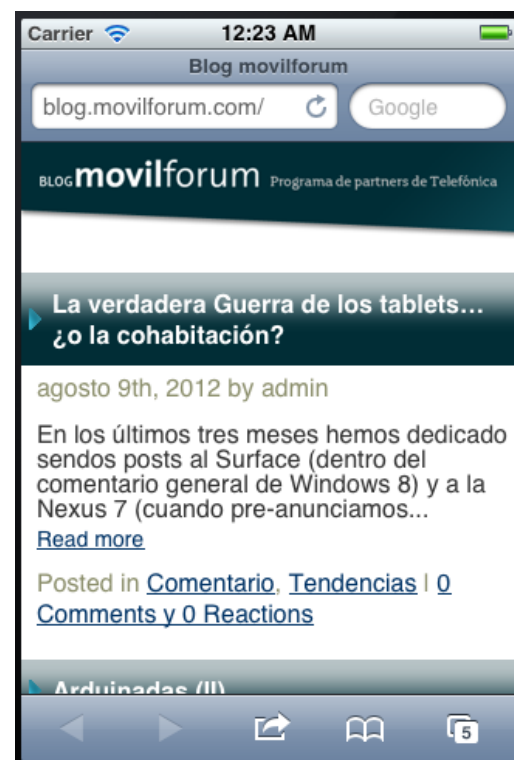 Carrier 12:23 AM
Blog movilforum
blog.movilforum.com/ Google
BLOG movilforum Programa de partners de Telefónica
La verdadera Guerra de los tablets...
¿o la cohabitación?
agosto 9th, 2012 by admin
En los últimos tres meses hemos dedicado
sendos posts al Surface (dentro del
comentario general de Windows 8) y a la
Nexus 7 (cuando pre-anunciamos...
Read more
Posted in Comentario, Tendencias | 0
Comments y 0 Reactions
Arduinadas (II)
5